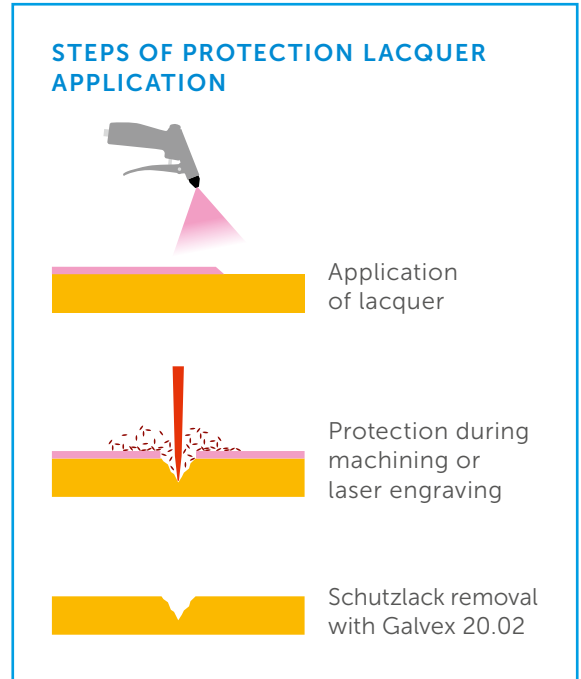 STEPS OF PROTECTION LACQUER
APPLICATION
Application
of lacquer
Protection during
machining or
laser engraving
Schutzlack removal
with Galvex 20.02